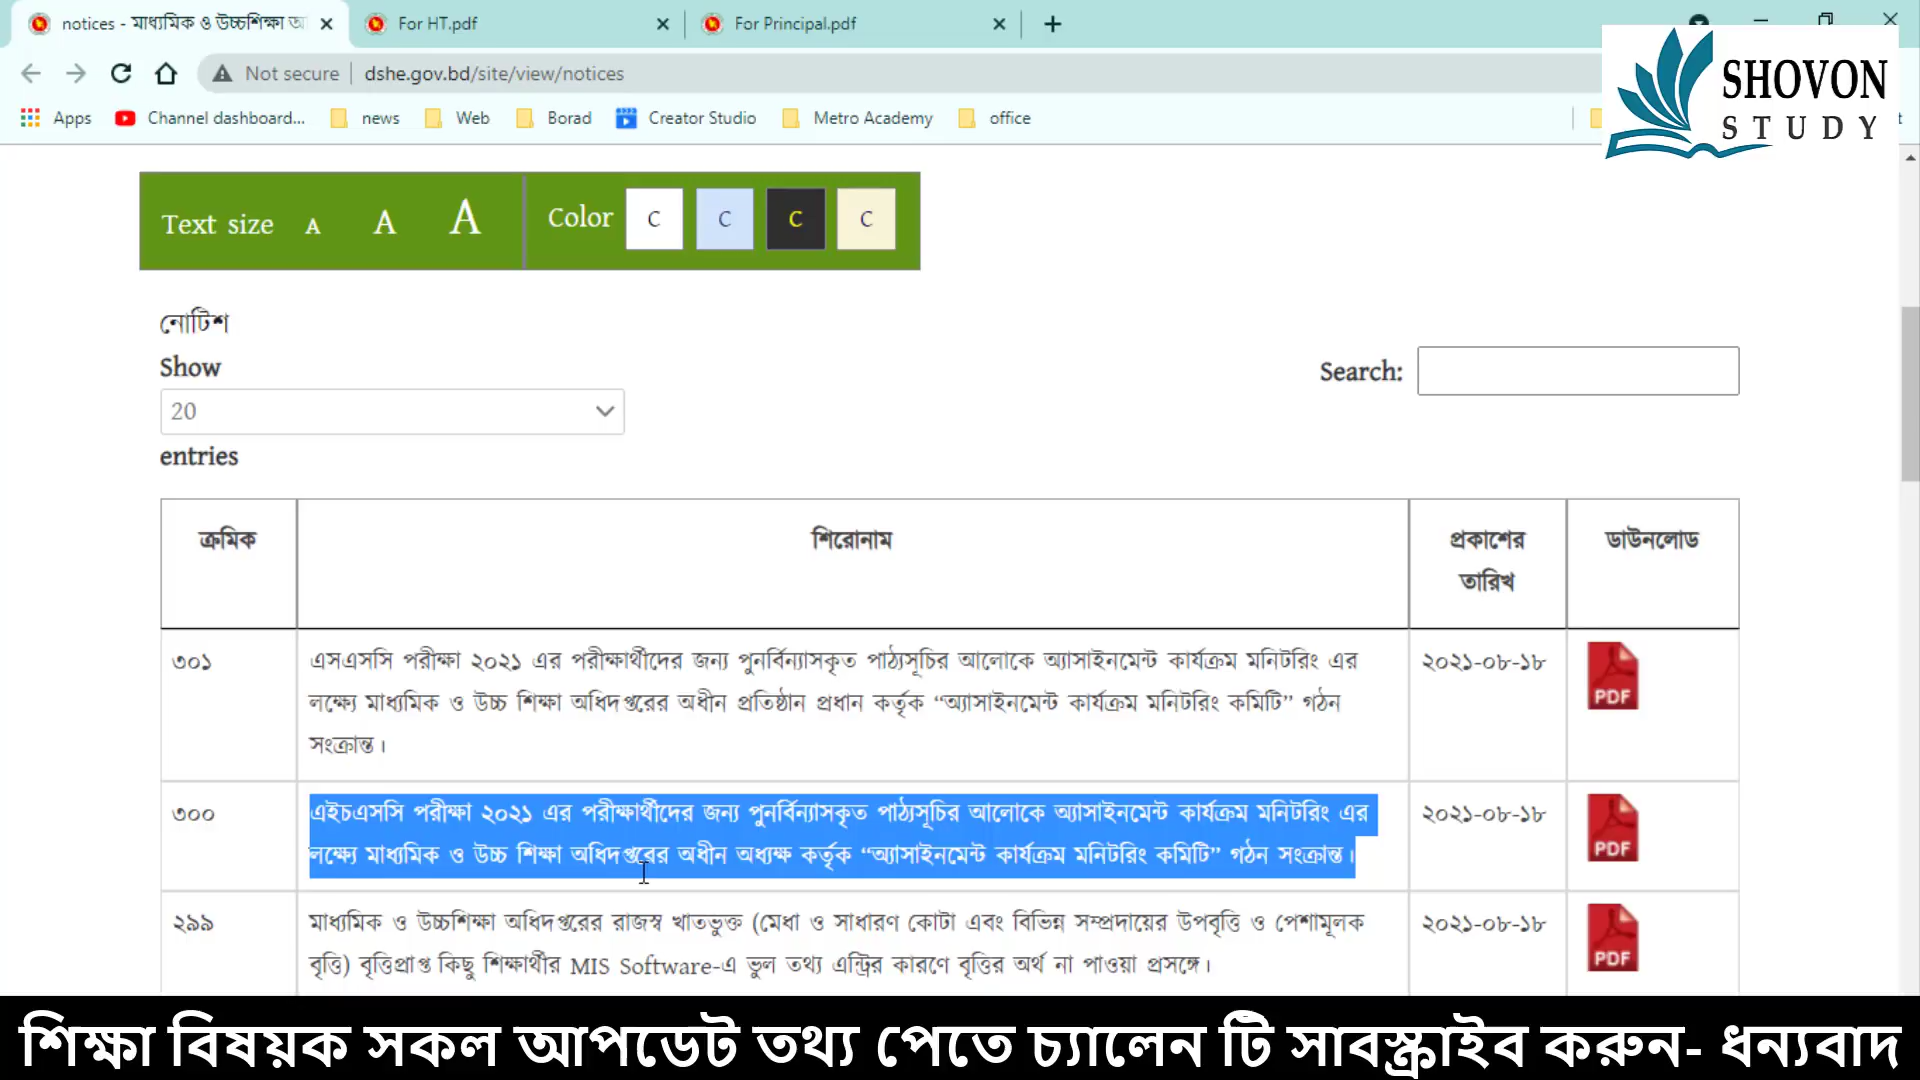 notices - মাধ্যমিক ও উচ্চশিক্ষা অ
For HT.pdf
For Principal.pdf
Not secure
dshe.gov.bd/site/view/notices
Apps
Channel dashboard...
news
Web
Borad
Creator Studio
Metro Academy
office
SHOVON
STUDY
Text size A A A
Color C C C C
নোটিশ
Show
Search:
20
entries
ক্রমিক
শিরোনাম
প্রকাশের
তারিখ
ডাউনলোড
৩০১
এসএসসি পরীক্ষা ২০২১ এর পরীক্ষার্থীদের জন্য পুনর্বিন্যাসকৃত পাঠ্যসূচির আলোকে অ্যাসাইনমেন্ট কার্যক্রম মনিটরিং এর
লক্ষ্যে মাধ্যমিক ও উচ্চ শিক্ষা অধিদপ্তরের অধীন প্রতিষ্ঠান প্রধান কর্তৃক “অ্যাসাইনমেন্ট কার্যক্রম মনিটরিং কমিটি” গঠন
সংক্রান্ত।
২০২১-০৮-১৮
PDF
৩০০
এইচএসসি পরীক্ষা ২০২১ এর পরীক্ষার্থীদের জন্য পুনর্বিন্যাসকৃত পাঠ্যসূচির আলোকে অ্যাসাইনমেন্ট কার্যক্রম মনিটরিং এর
লক্ষ্যে মাধ্যমিক ও উচ্চ শিক্ষা অধিদপ্তরের অধীন অধ্যক্ষ কর্তৃক “অ্যাসাইনমেন্ট কার্যক্রম মনিটরিং কমিটি” গঠন সংক্রান্ত।
২০২১-০৮-১৮
PDF
২৯৯
মাধ্যমিক ও উচ্চশিক্ষা অধিদপ্তরের রাজস্ব খাতভুক্ত (মেধা ও সাধারণ কোটা এবং বিভিন্ন সম্প্রদায়ের উপবৃত্তি ও পেশামূলক
বৃত্তি) বৃত্তিপ্রাপ্ত কিছু শিক্ষার্থীর MIS Software-এ ভুল তথ্য এন্ট্রির কারণে বৃত্তির অর্থ না পাওয়া প্রসঙ্গে।
২০২১-০৮-১৮
PDF
শিক্ষা বিষয়ক সকল আপডেট তথ্য পেতে চ্যালেন টি সাবস্ক্রাইব করুন- ধন্যবাদ